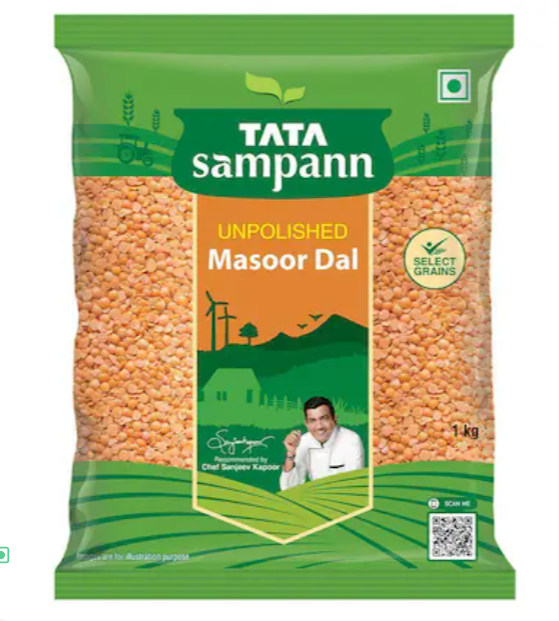 TATA
sampann
UNPOLISHED
Masoor Dal
SELECT
GRAINS
1 kg
Recommended by
Chef Sanjeev Kapoor
SCAN ME
Images are for illustration purpose